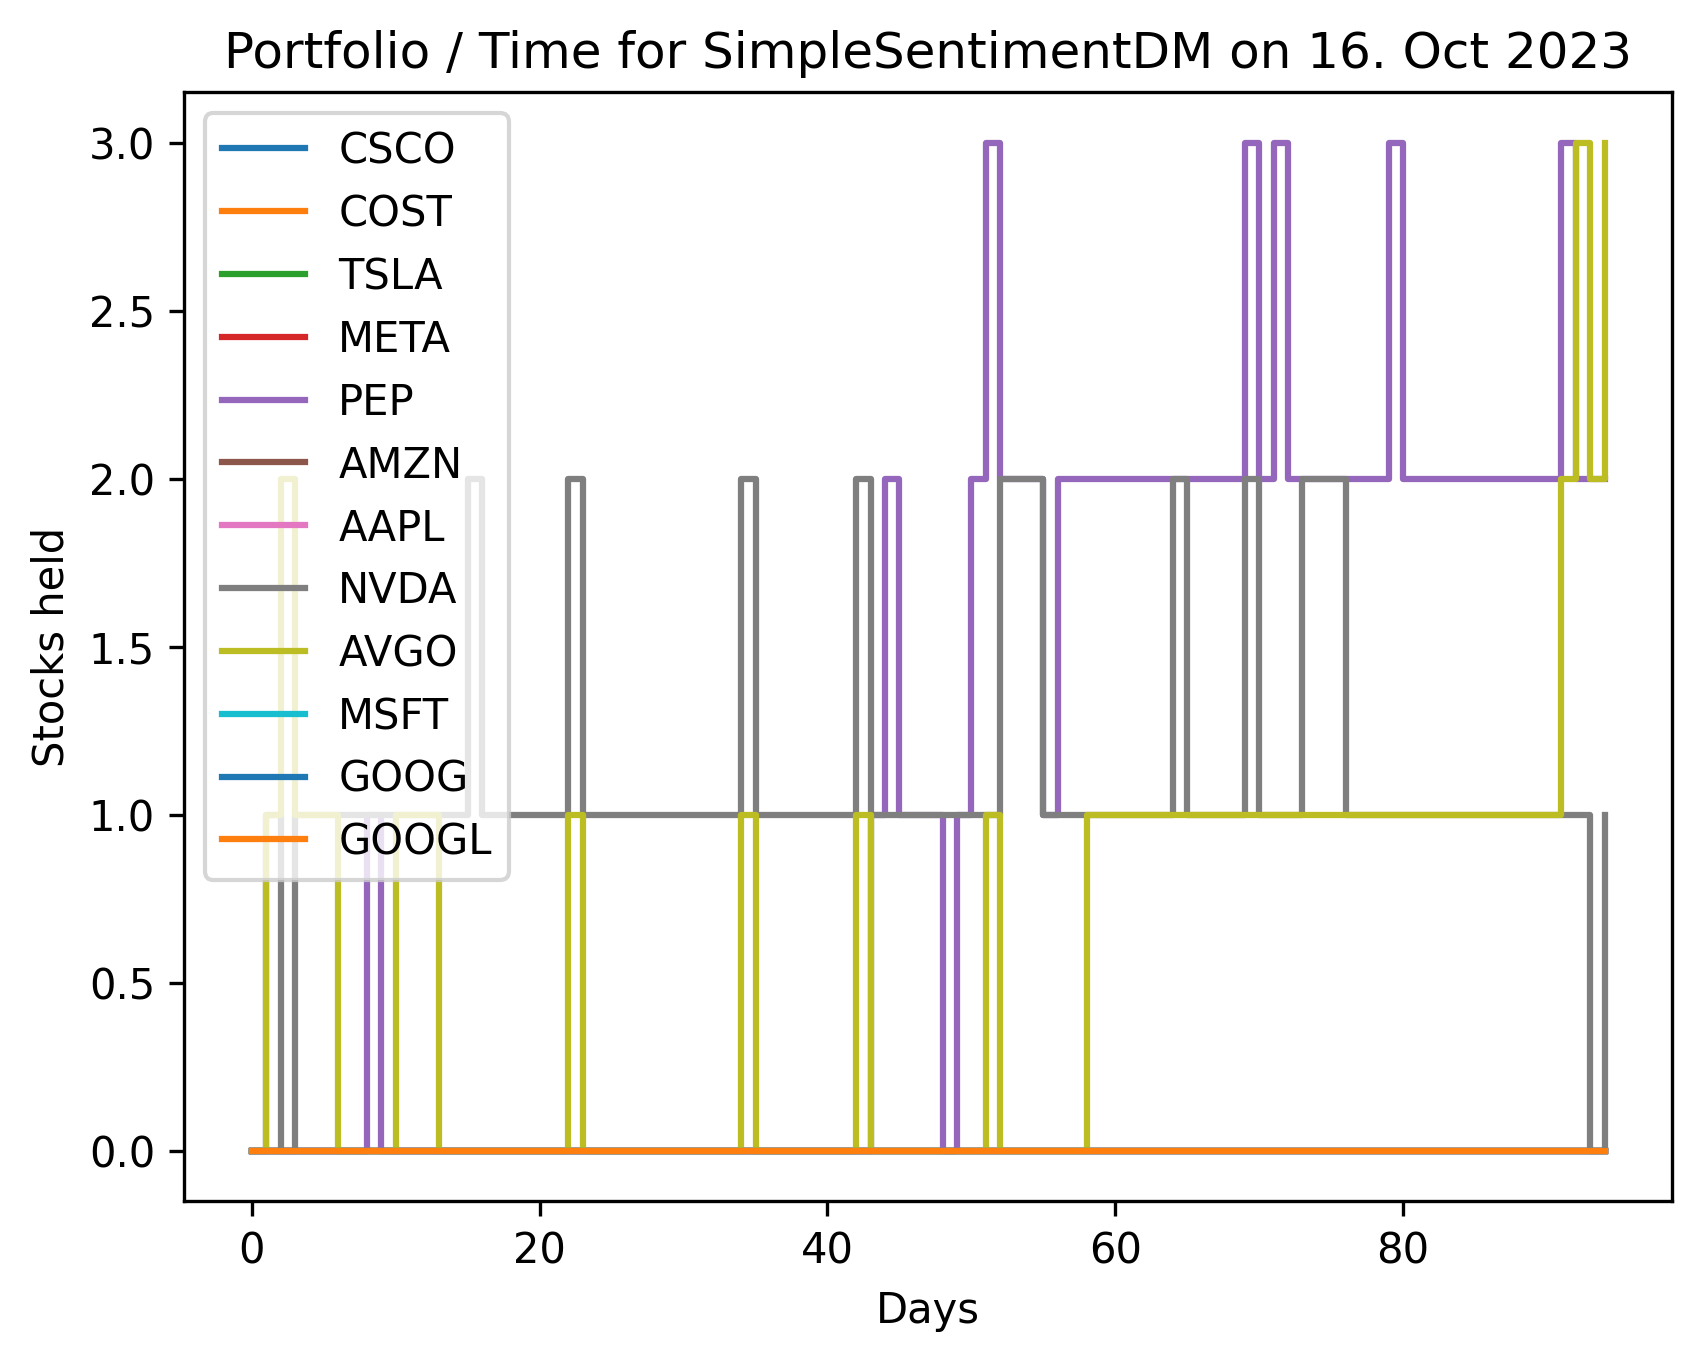 Portfolio / Time for SimpleSentimentDM on 16. Oct 2023
3.0
2.5
2.0
1.5
1.0
0.5
0.0
Stocks held
CSCO
COST
TSLA
META
PEP
AMZN
AAPL
NVDA
AVGO
MSFT
GOOG
GOOGL
0 20 40 60 80
Days